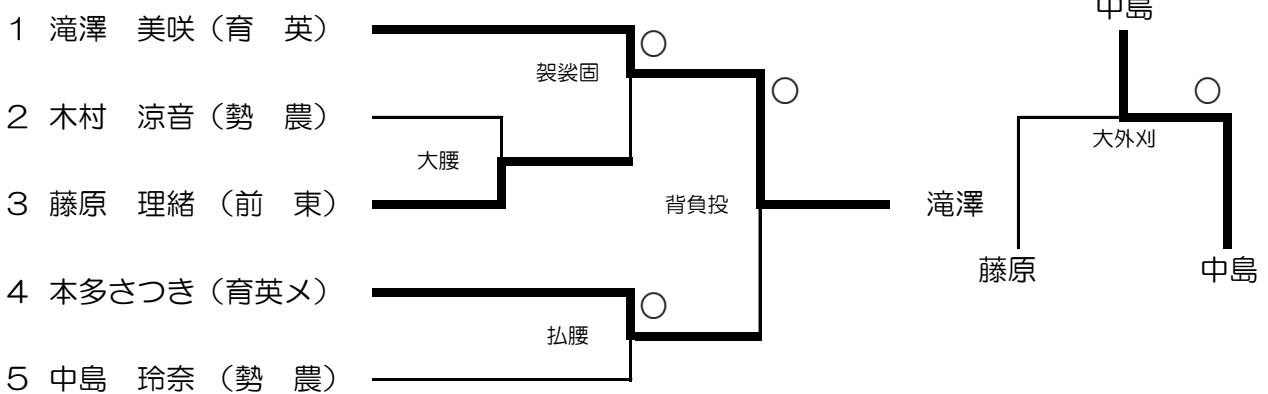 中島
1 滝澤　美咲（育　英）
○
袈裟固
○
○
2 木村　涼音（勢　農）
大外刈
大腰
3 藤原　理緒（前　東）
背負投
滝澤
藤原
中島
4 本多さつき（育英メ）
○
払腰
5 中島　玲奈（勢　農）